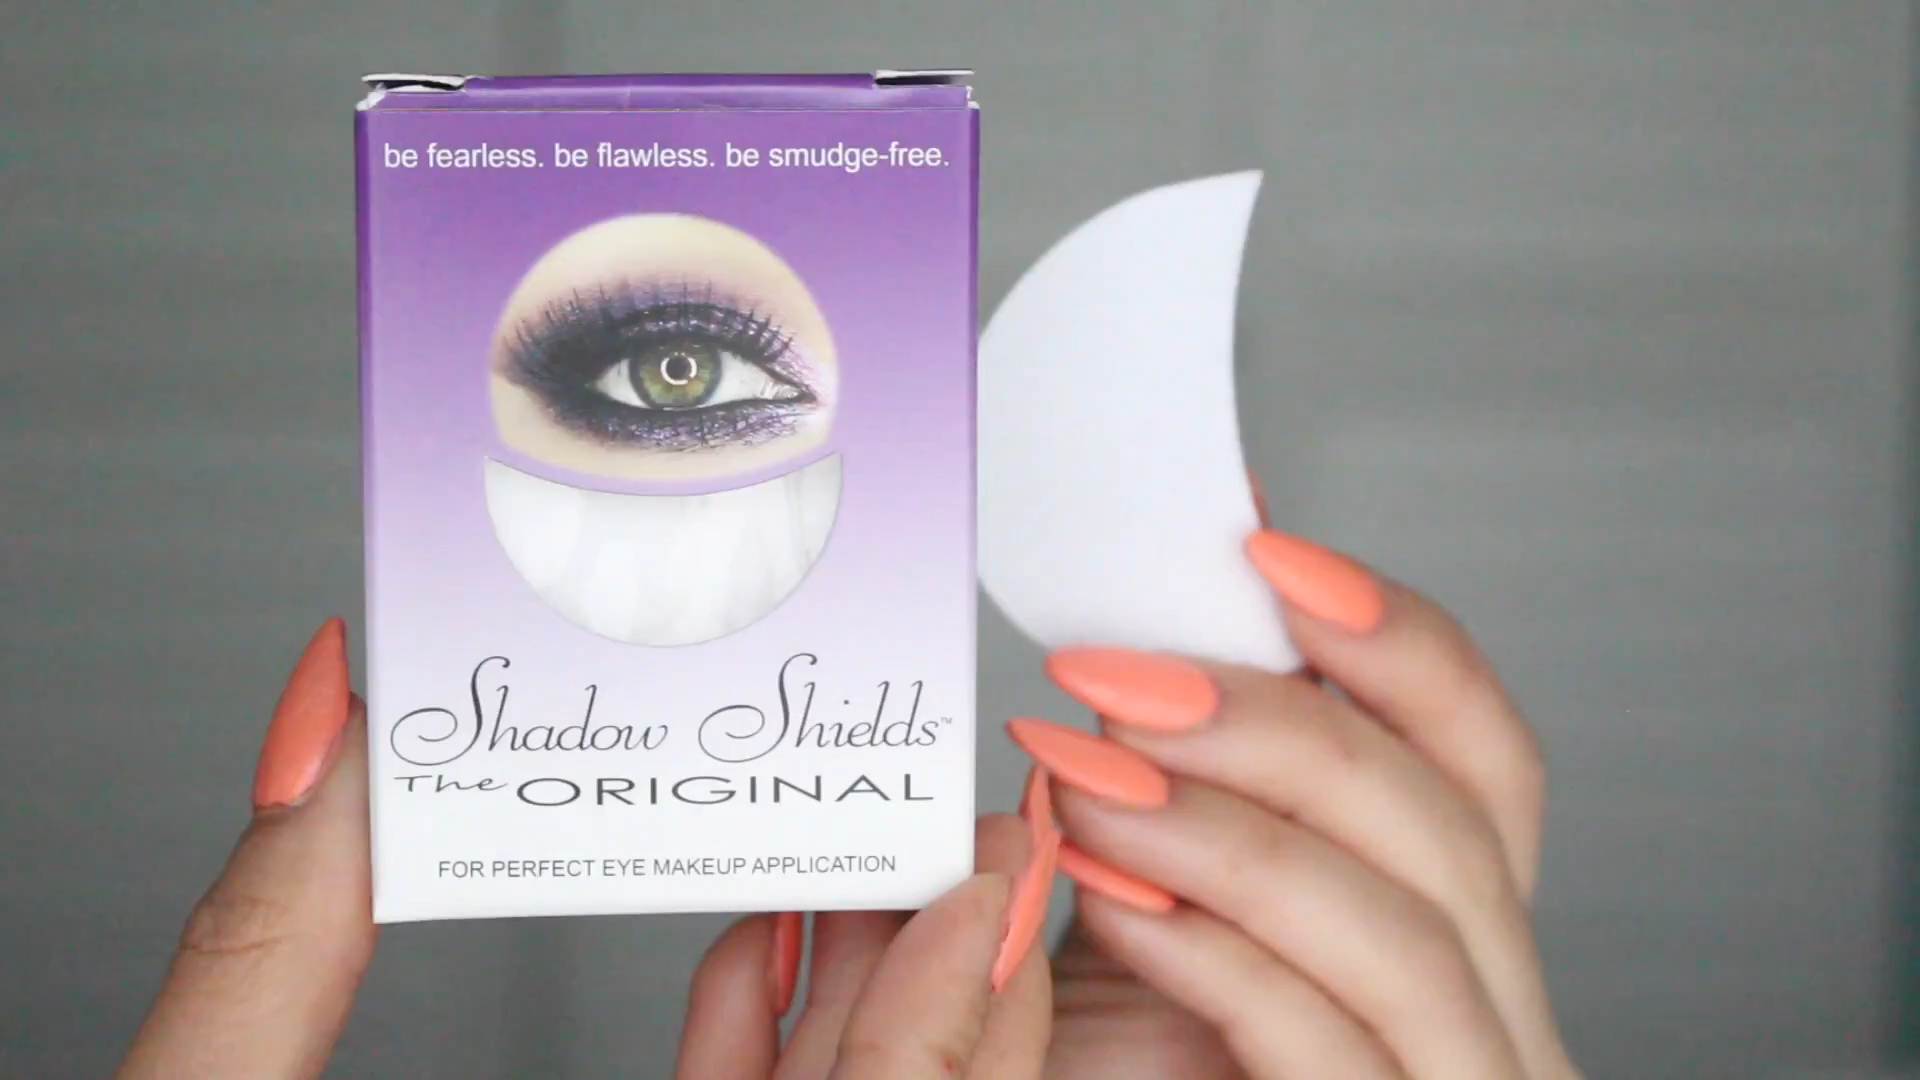 be fearless. be flawless. be smudge-free.
Shadow Shields™
The ORIGINAL
FOR PERFECT EYE MAKEUP APPLICATION